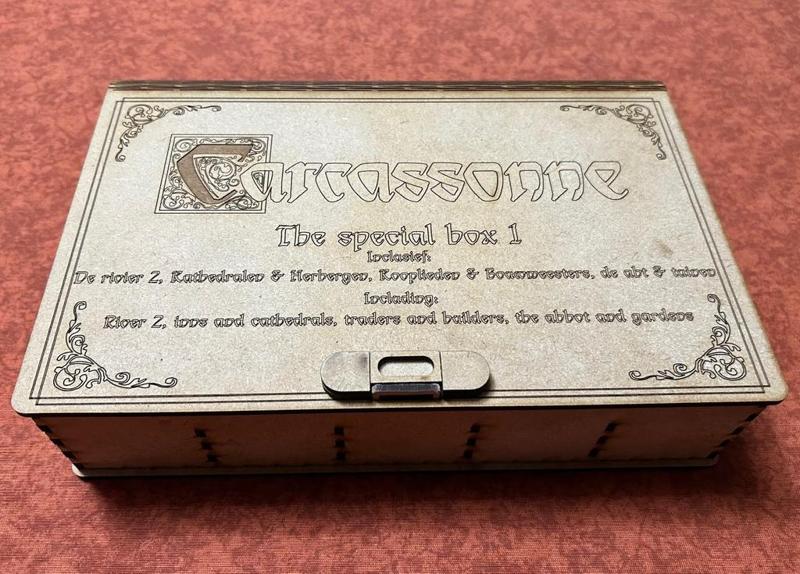 Carcassonne
The special box 1
Inclusief:
De rivier 2, Kathedralen & Herbergen, Kooplieden & Bouwmeesters, de abt & tuinen
Including:
River 2, inns and cathedrals, traders and builders, the abbot and gardens